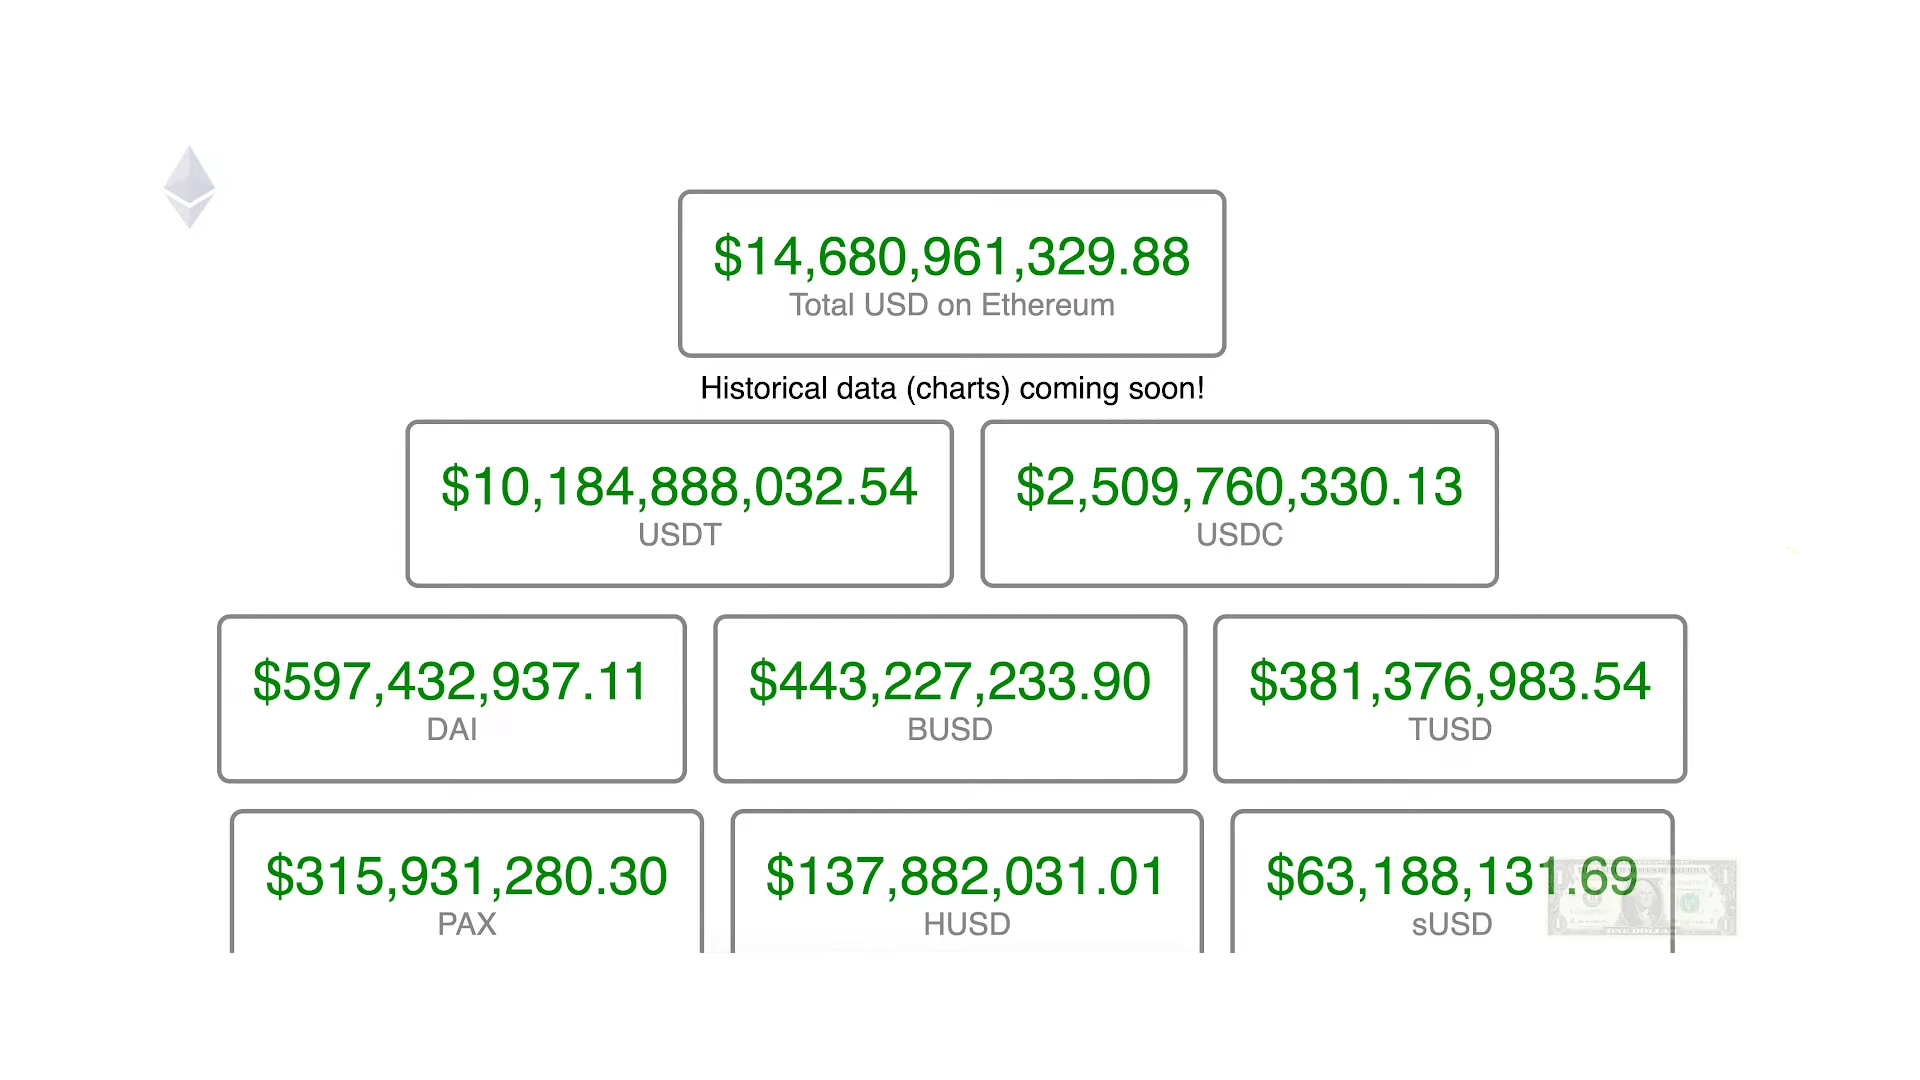 $14,680,961,329.88
Total USD on Ethereum
Historical data (charts) coming soon!
$10,184,888,032.54
USDT
$2,509,760,330.13
USDC
$597,432,937.11
DAI
$443,227,233.90
BUSD
$381,376,983.54
TUSD
$315,931,280.30
PAX
$137,882,031.01
HUSD
$63,188,131.69
sUSD